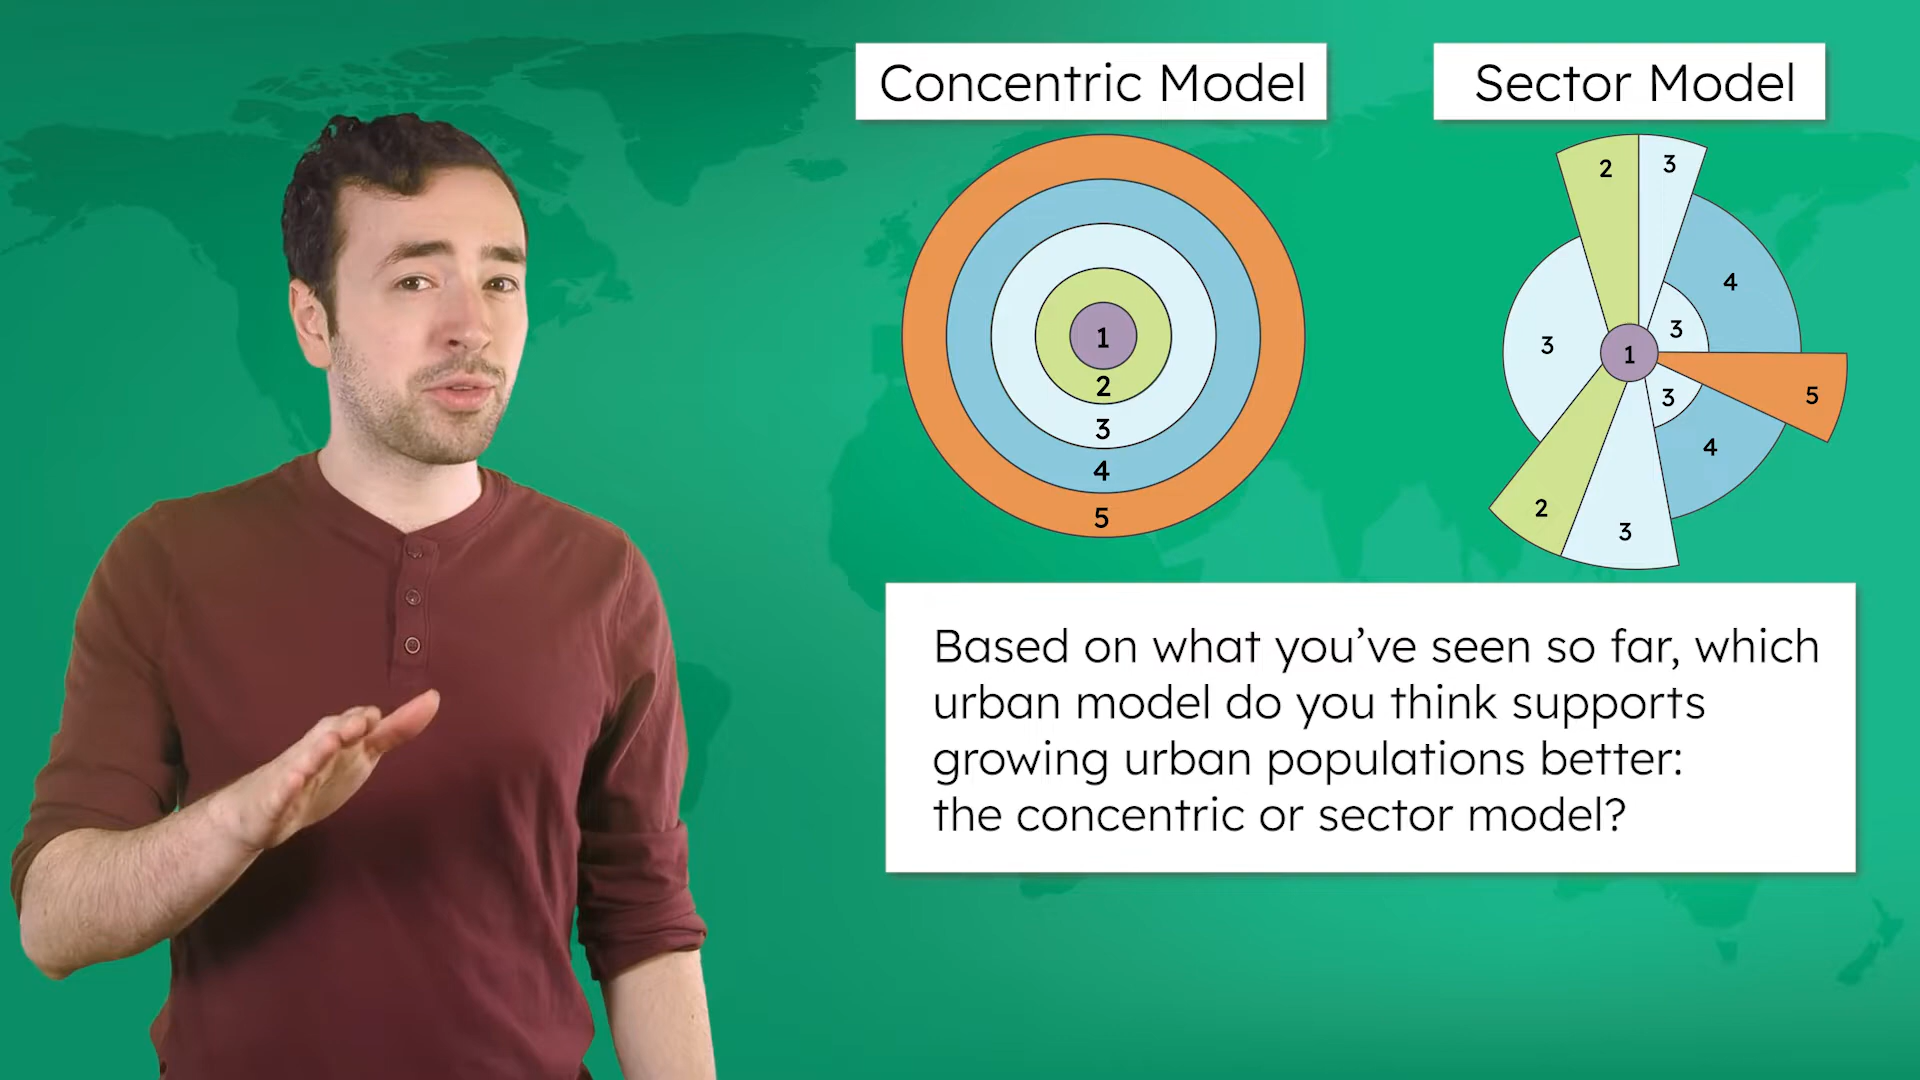 Concentric Model
1
2
3
4
5
Sector Model
2
3
4
3
3
1
5
3
4
2
3
Based on what you’ve seen so far, which
urban model do you think supports
growing urban populations better:
the concentric or sector model?